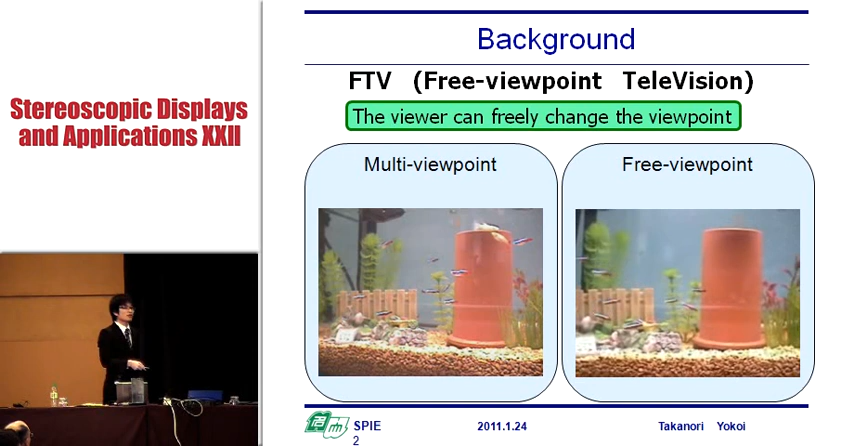 Stereoscopic Displays
and Applications XXII
Background
FTV (Free-viewpoint TeleVision)
The viewer can freely change the viewpoint
Multi-viewpoint
Free-viewpoint
SPIE
2011.1.24
Takanori Yokoi
2